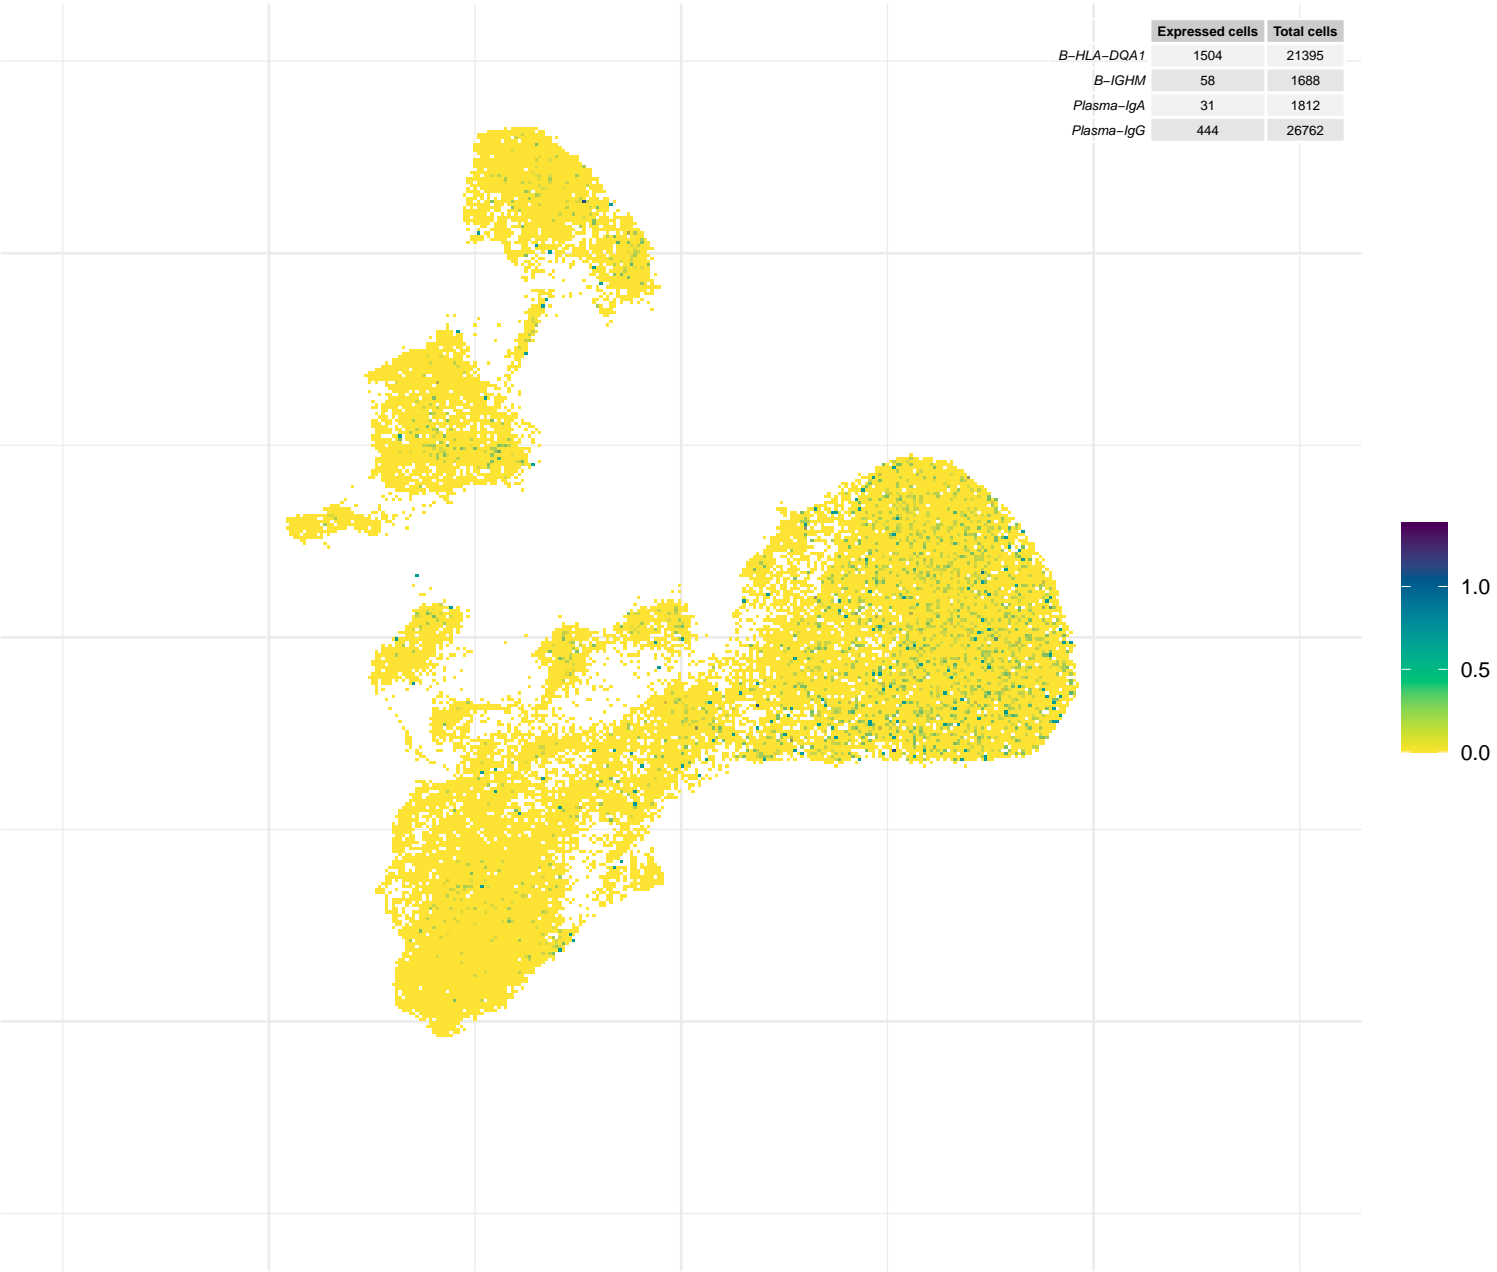 Expressed cells Total cells
B−HLA−DQA1 1504 21395
B−IGHM 58 1688
Plasma−IgA 31 1812
Plasma−IgG 444 26762
1.0
0.5
0.0